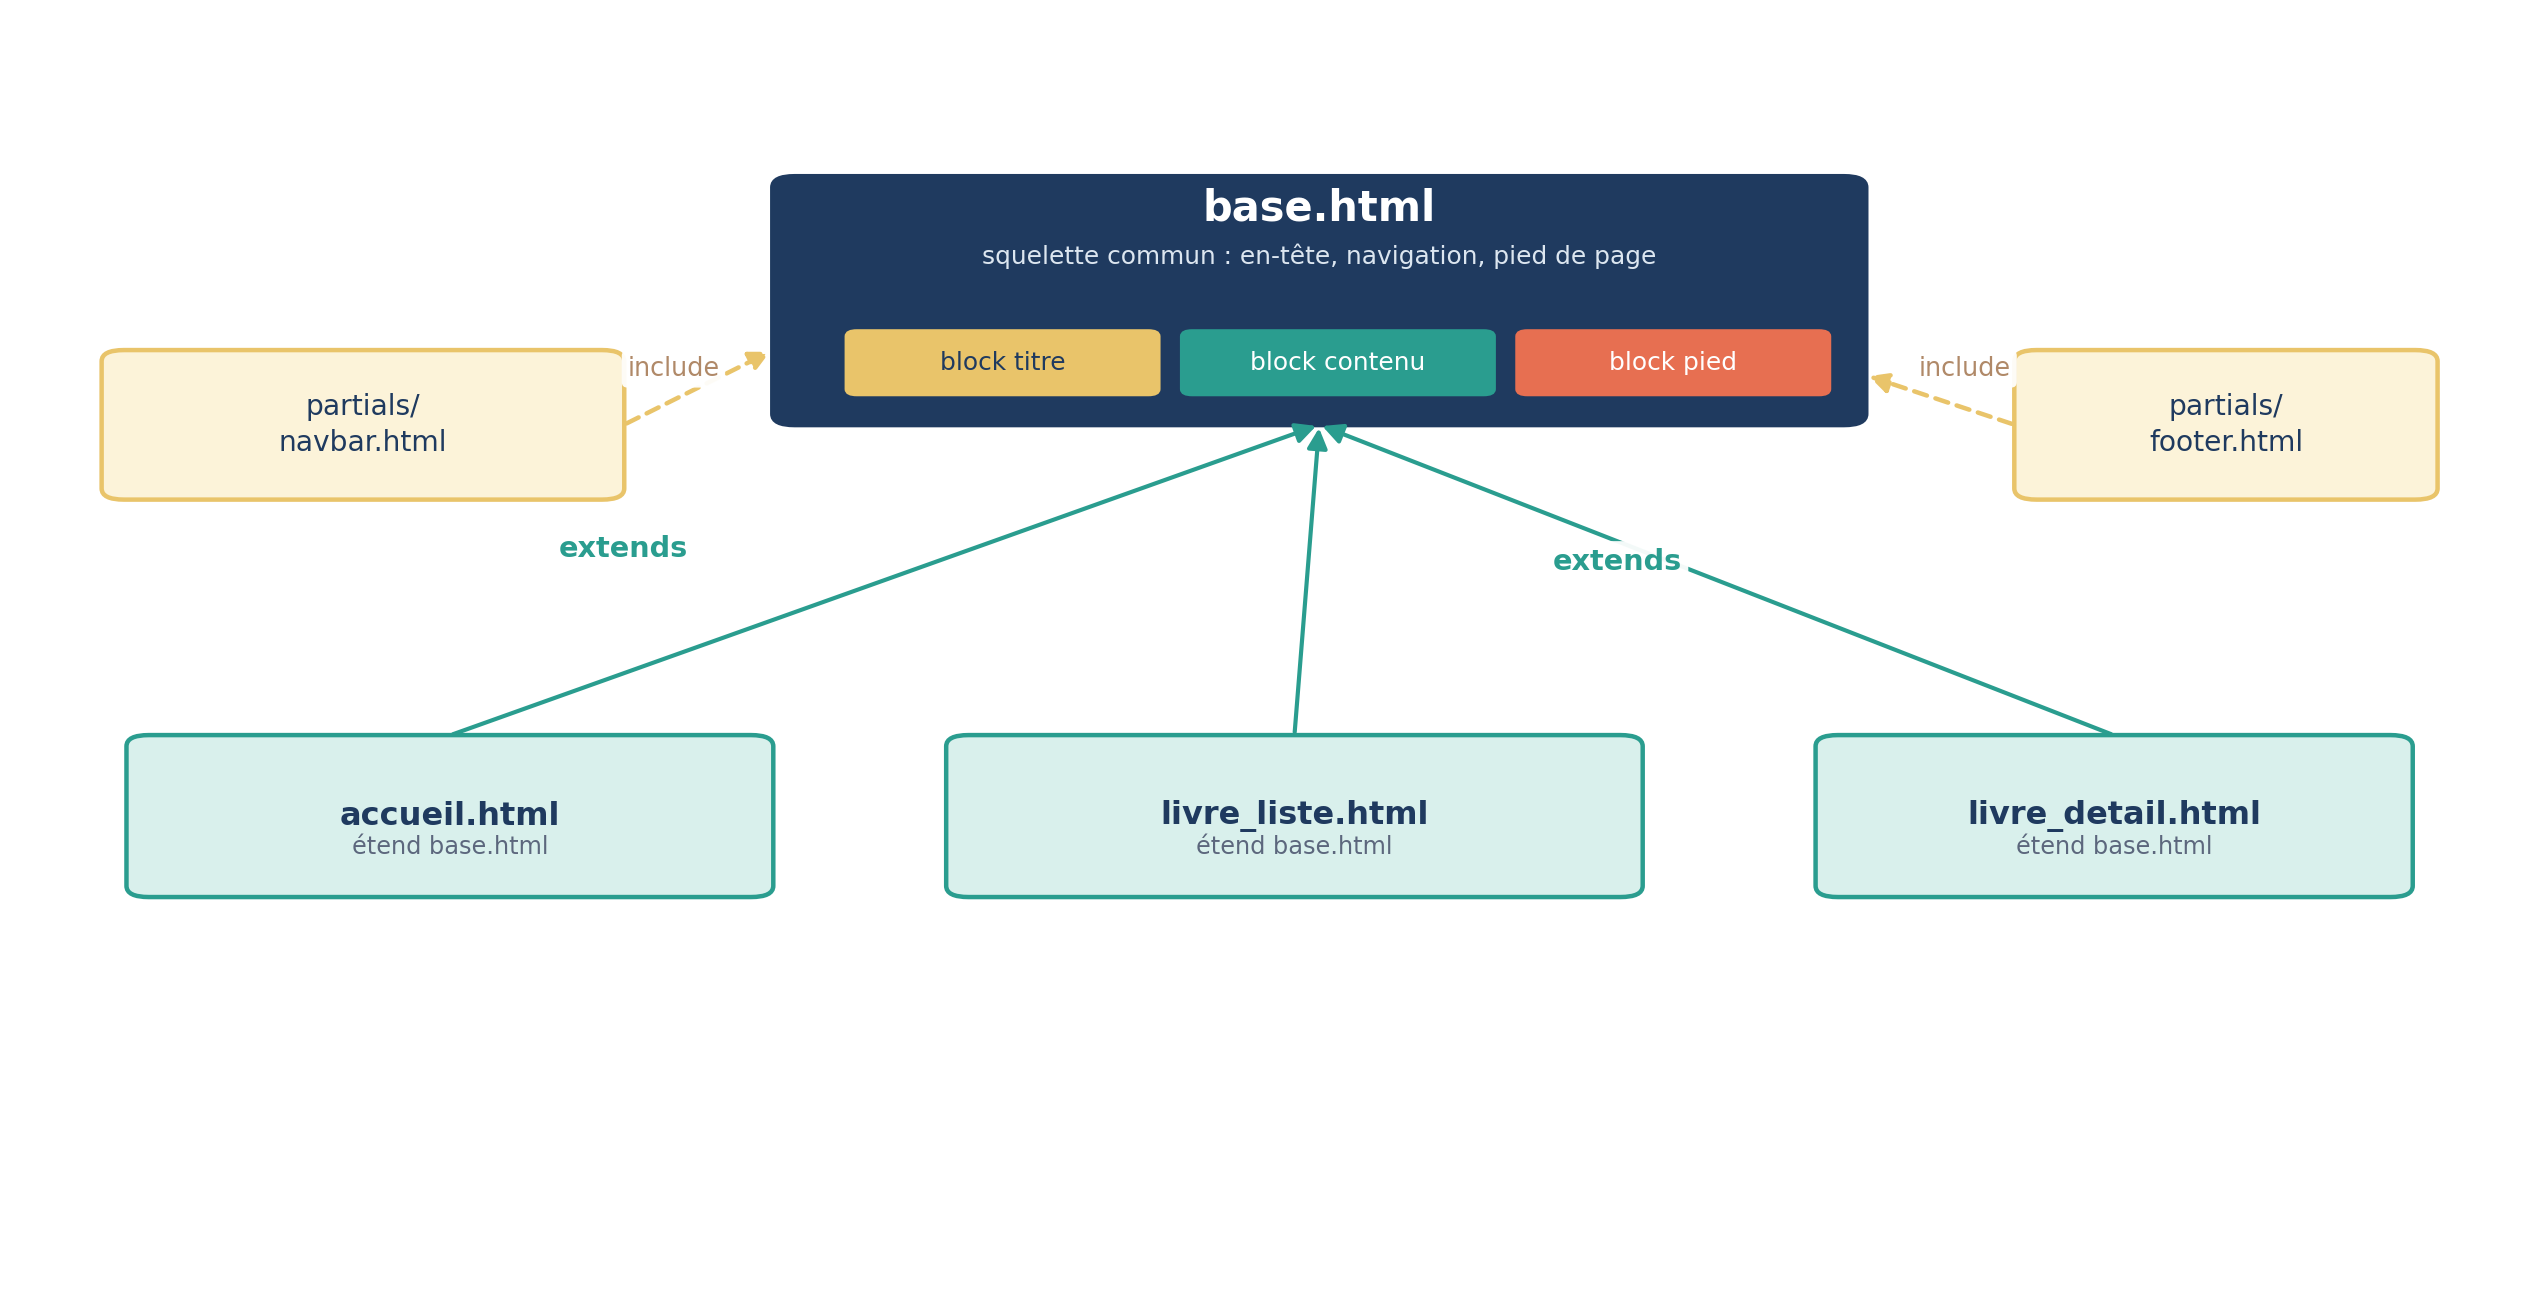 base.html
squelette commun : en-tête, navigation, pied de page
block titre
block contenu
block pied
include
include
partials/
navbar.html
partials/
footer.html
extends
extends
accueil.html
étend base.html
livre_liste.html
étend base.html
livre_detail.html
étend base.html